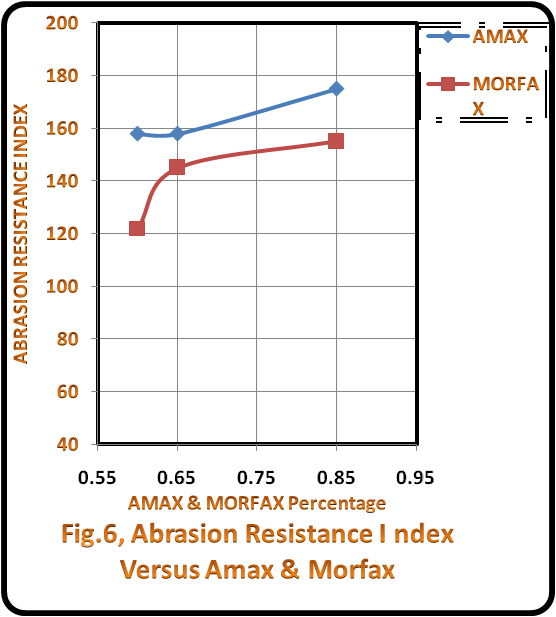 200
180
160
140
120
100
80
60
40
ABRASION RESISTANCE INDEX
0.55 0.65 0.75 0.85 0.95
AMAX & MORFAX Percentage
AMAX
MORFA
X
Fig.6, Abrasion Resistance I ndex
Versus Amax & Morfax